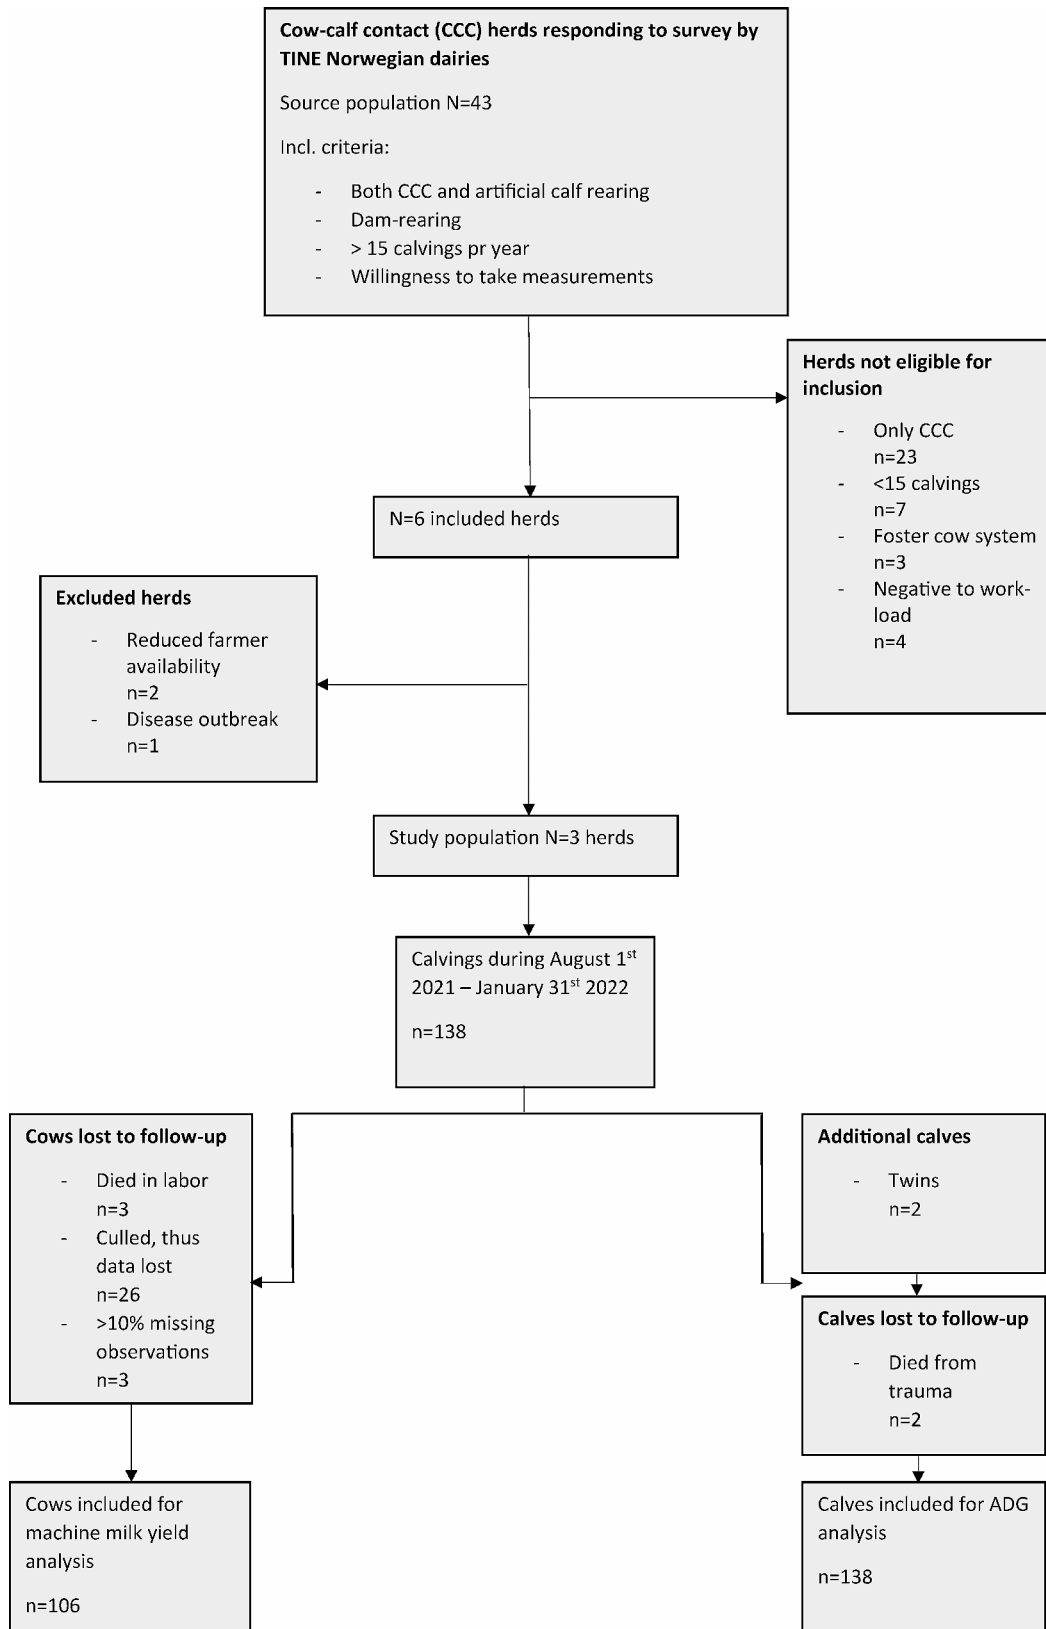 Cow-calf contact (CCC) herds responding to survey by
TINE Norwegian dairies
Source population N=43
Incl. criteria:
- Both CCC and artificial calf rearing
- Dam-rearing
- > 15 calvings pr year
- Willingness to take measurements
Herds not eligible for
inclusion
- Only CCC
n=23
- <15 calvings
n=7
- Foster cow system
n=3
- Negative to work-
load
n=4
N=6 included herds
Excluded herds
- Reduced farmer
availability
n=2
- Disease outbreak
n=1
Study population N=3 herds
Calvings during August 1st
2021 – January 31st 2022
n=138
Cows lost to follow-up
- Died in labor
n=3
- Culled, thus
data lost
n=26
- >10% missing
observations
n=3
Additional calves
- Twins
n=2
Calves lost to follow-up
- Died from
trauma
n=2
Cows included for
machine milk yield
analysis
n=106
Calves included for ADG
analysis
n=138